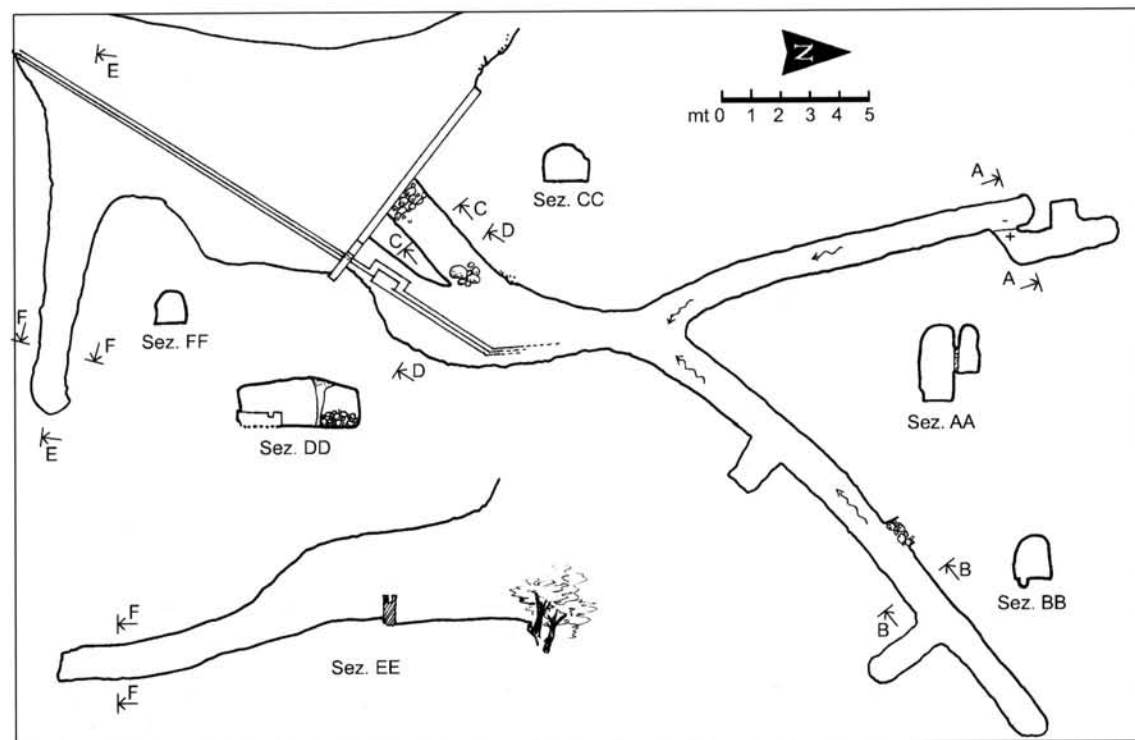 E
N
mt 0 1 2 3 4 5
A
Sez. CC
C
D
C
A
F
F
Sez. FF
D
Sez. AA
Sez. DD
E
B
Sez. BB
B
F
Sez. EE
F